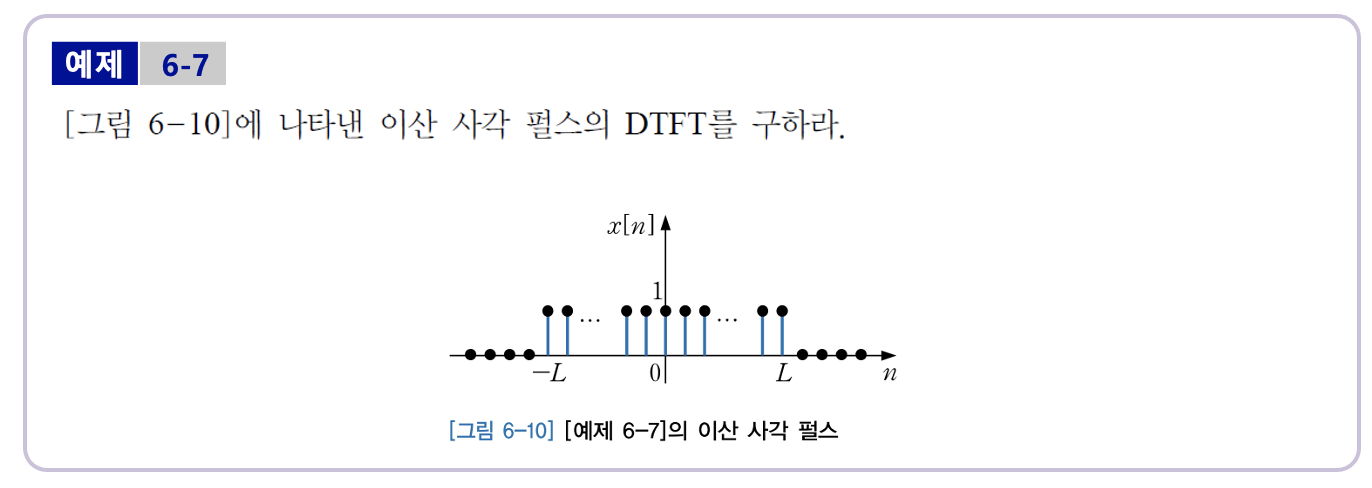 예제 6-7
[그림 6-10]에 나타낸 이산 사각 펄스의 DTFT를 구하라.
x[n]
1
... ...
-L 0 L n
[그림 6-10] [예제 6-7]의 이산 사각 펄스